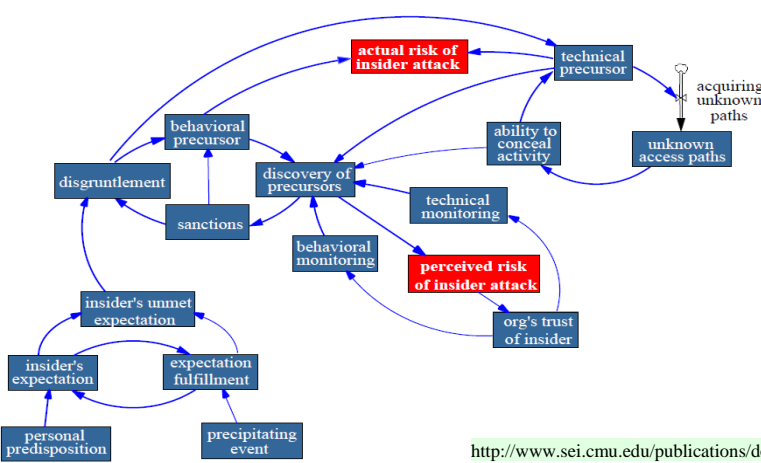 actual risk of
insider attack
technical
precursor
acquiring
unknown
paths
behavioral
precursor
ability to
conceal
activity
unknown
access paths
disgruntlement
discovery of
precursors
technical
monitoring
sanctions
behavioral
monitoring
perceived risk
of insider attack
insider's unmet
expectation
org's trust
of insider
insider's
expectation
expectation
fulfillment
personal
predisposition
precipitating
event
http://www.sei.cmu.edu/publications/d